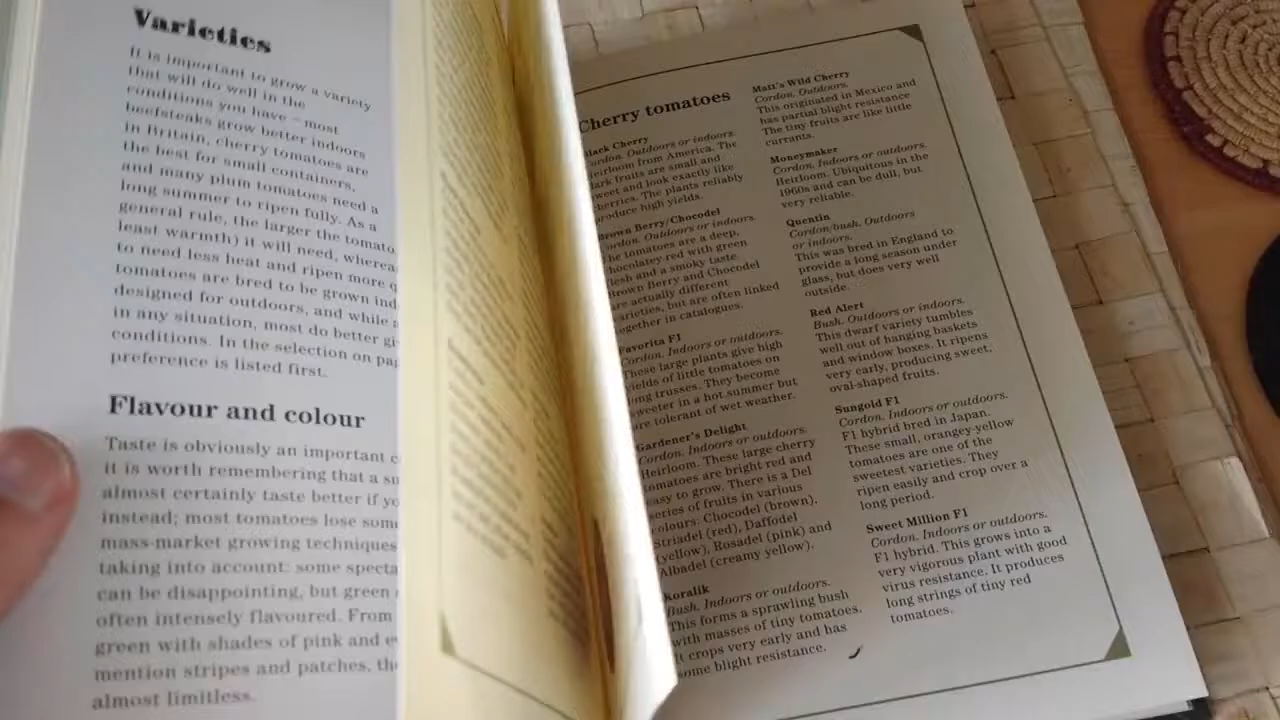 Varieties
It is important to grow a variety
that will do well in the
conditions you have – most
beefsteaks grow better indoors
in Britain, cherry tomatoes are
the best for small containers,
and many plum tomatoes need a
long summer to ripen fully. As a
general rule, the larger the tomato
least warmth) it will need, wherea
to need less heat and ripen more q
tomatoes are bred to be grown ind
designed for outdoors, and while a
in any situation, most do better gi
conditions. In the selection on pa
preference is listed first.
Flavour and colour
Taste is obviously an important c
it is worth remembering that a su
almost certainly taste better if yo
instead; most tomatoes lose som
mass-market growing techniques
taking into account: some specta
can be disappointing, but green
often intensely flavoured. From
green with shades of pink and e
mention stripes and patches, the
almost limitless.
Cherry tomatoes
Black Cherry
Cordon. Outdoors or indoors.
Heirloom from America. The
dark fruits are small and
sweet and look exactly like
cherries. The plants reliably
produce high yields.
Brown Berry/Chocodel
Cordon. Outdoors or indoors.
The tomatoes are a deep,
chocolatey red with green
flesh and a smoky taste.
Brown Berry and Chocodel
are actually different
varieties, but are often linked
together in catalogues.
Favorita F1
Cordon. Indoors or outdoors.
These large plants give high
yields of little tomatoes on
long trusses. They become
sweeter in a hot summer but
are tolerant of wet weather.
Gardener's Delight
Cordon. Indoors or outdoors.
Heirloom. These large cherry
tomatoes are bright red and
easy to grow. There is a Del
series of fruits in various
colours: Chocodel (brown),
Striadel (red), Daffodel
(yellow), Rosadel (pink) and
Albadel (creamy yellow).
Koralik
Bush. Indoors or outdoors.
This forms a sprawling bush
with masses of tiny tomatoes.
It crops very early and has
some blight resistance.
Matt's Wild Cherry
Cordon. Outdoors.
This originated in Mexico and
has partial blight resistance
The tiny fruits are like little
currants.
Moneymaker
Cordon. Indoors or outdoors.
Heirloom. Ubiquitous in the
1960s and can be dull, but
very reliable.
Quentin
Cordon/bush. Outdoors
or indoors.
This was bred in England to
provide a long season under
glass, but does very well
outside.
Red Alert
Bush. Outdoors or indoors.
This dwarf variety tumbles
well out of hanging baskets
and window boxes. It ripens
very early, producing sweet,
oval-shaped fruits.
Sungold F1
Cordon. Indoors or outdoors.
F1 hybrid bred in Japan.
These small, orangey-yellow
tomatoes are one of the
sweetest varieties. They
ripen easily and crop over a
long period.
Sweet Million F1
Cordon. Indoors or outdoors.
F1 hybrid. This grows into a
very vigorous plant with good
virus resistance. It produces
long strings of tiny red
tomatoes.